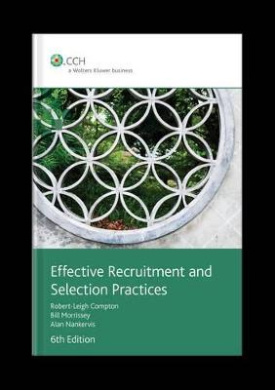 .CCH
a Wolters Kluwer business
Effective Recruitment and
Selection Practices
Robert-Leigh Compton
Bill Morrissey
Alan Nankervis
6th Edition